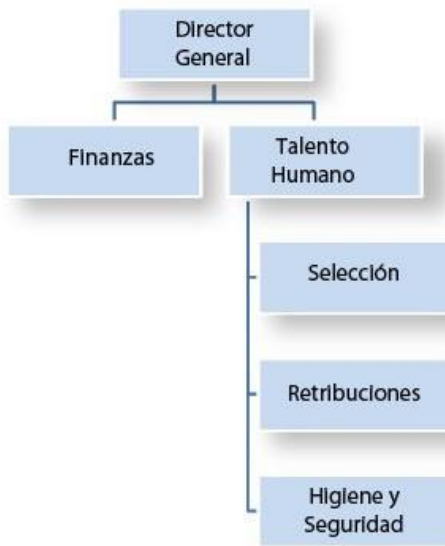 Director
General
Finanzas
Talento
Humano
Selección
Retribuciones
Higiene y
Seguridad